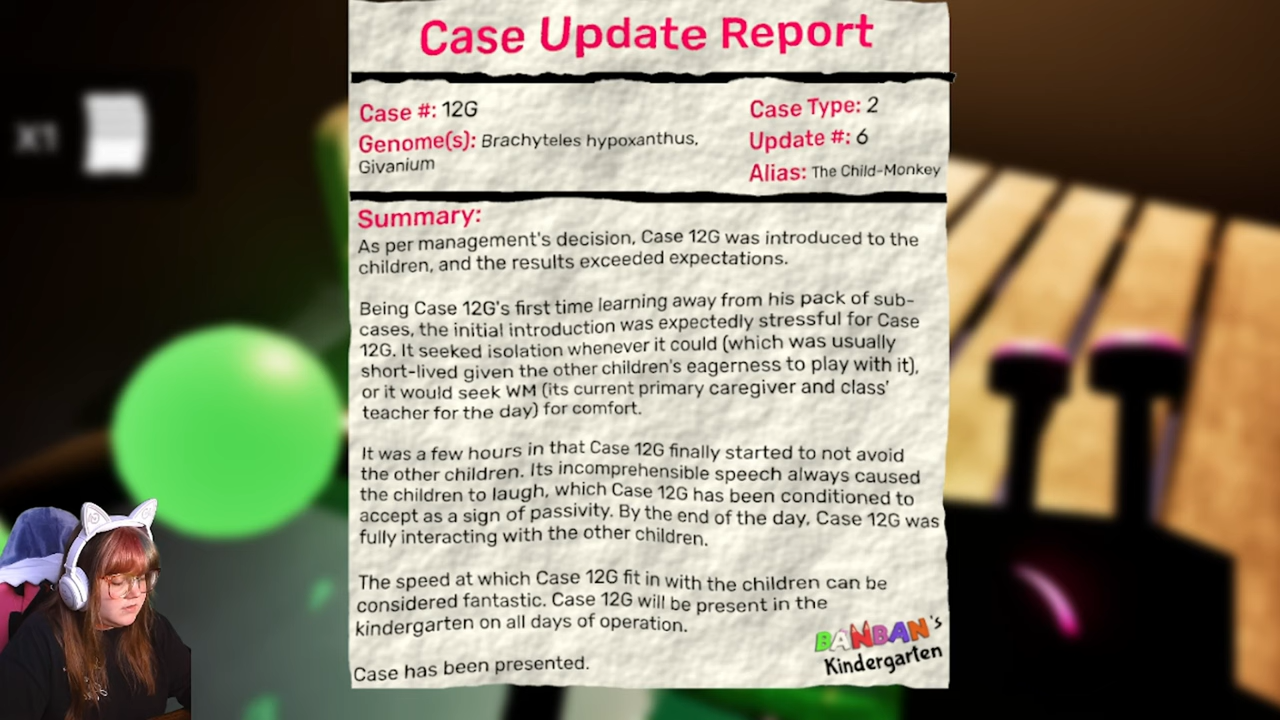 Case Update Report
X1
Case #: 12G
Case Type: 2
Genome(s): Brachyteles hypoxanthus,
Givanium
Update #: 6
Alias: The Child-Monkey
Summary:
As per management's decision, Case 12G was introduced to the
children, and the results exceeded expectations.
Being Case 12G's first time learning away from his pack of sub-
cases, the initial introduction was expectedly stressful for Case
12G. It seeked isolation whenever it could (which was usually
short-lived given the other children's eagerness to play with it),
or it would seek WM (its current primary caregiver and class'
teacher for the day) for comfort.
It was a few hours in that Case 12G finally started to not avoid
the other children. Its incomprehensible speech always caused
the children to laugh, which Case 12G has been conditioned to
accept as a sign of passivity. By the end of the day, Case 12G was
fully interacting with the other children.
The speed at which Case 12G fit in with the children can be
considered fantastic. Case 12G will be present in the
kindergarten on all days of operation.
BANBAN's
Kindergarten
Case has been presented.